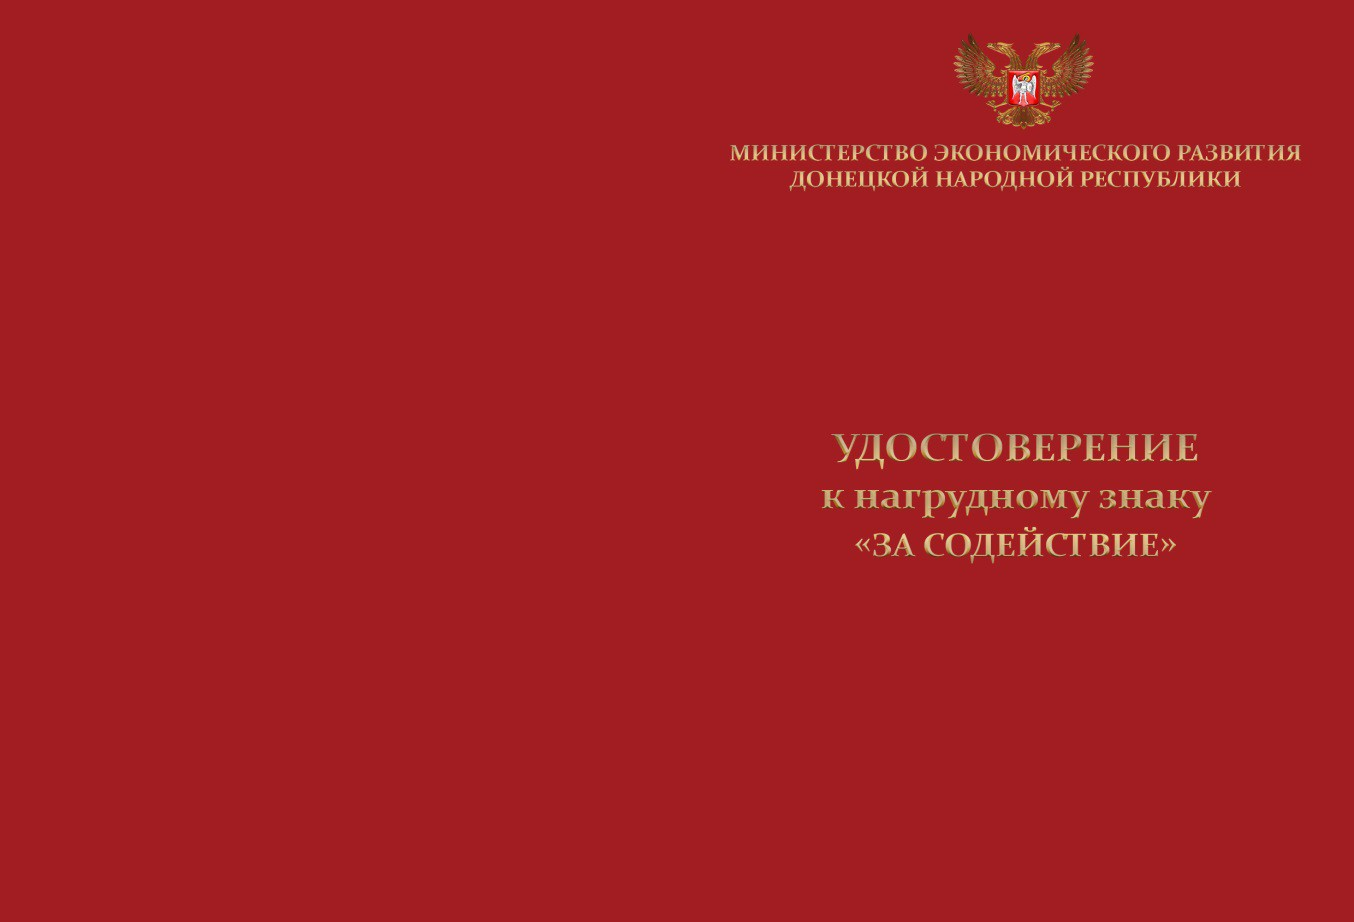 МИНИСТЕРСТВО ЭКОНОМИЧЕСКОГО РАЗВИТИЯ
ДОНЕЦКОЙ НАРОДНОЙ РЕСПУБЛИКИ
УДОСТОВЕРЕНИЕ
к нагрудному знаку
«ЗА СОДЕЙСТВИЕ»